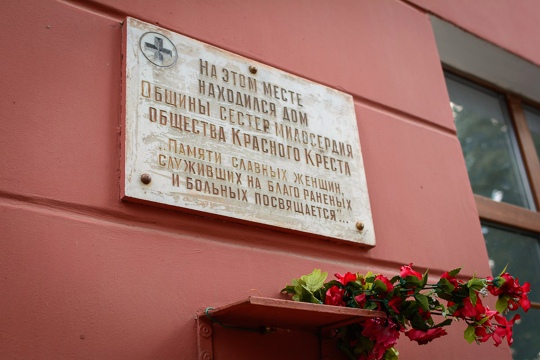 НА ЭТОМ МЕСТЕ
НАХОДИЛСЯ ДОМ
ОБЩИНЫ СЕСТЕР МИЛОСЕРДИЯ
ОБЩЕСТВА КРАСНОГО КРЕСТА
„ПАМЯТИ СЛАВНЫХ ЖЕНЩИН,
СЛУЖИВШИХ НА БЛАГО РАНЕНЫХ
И БОЛЬНЫХ ПОСВЯЩАЕТСЯ"...